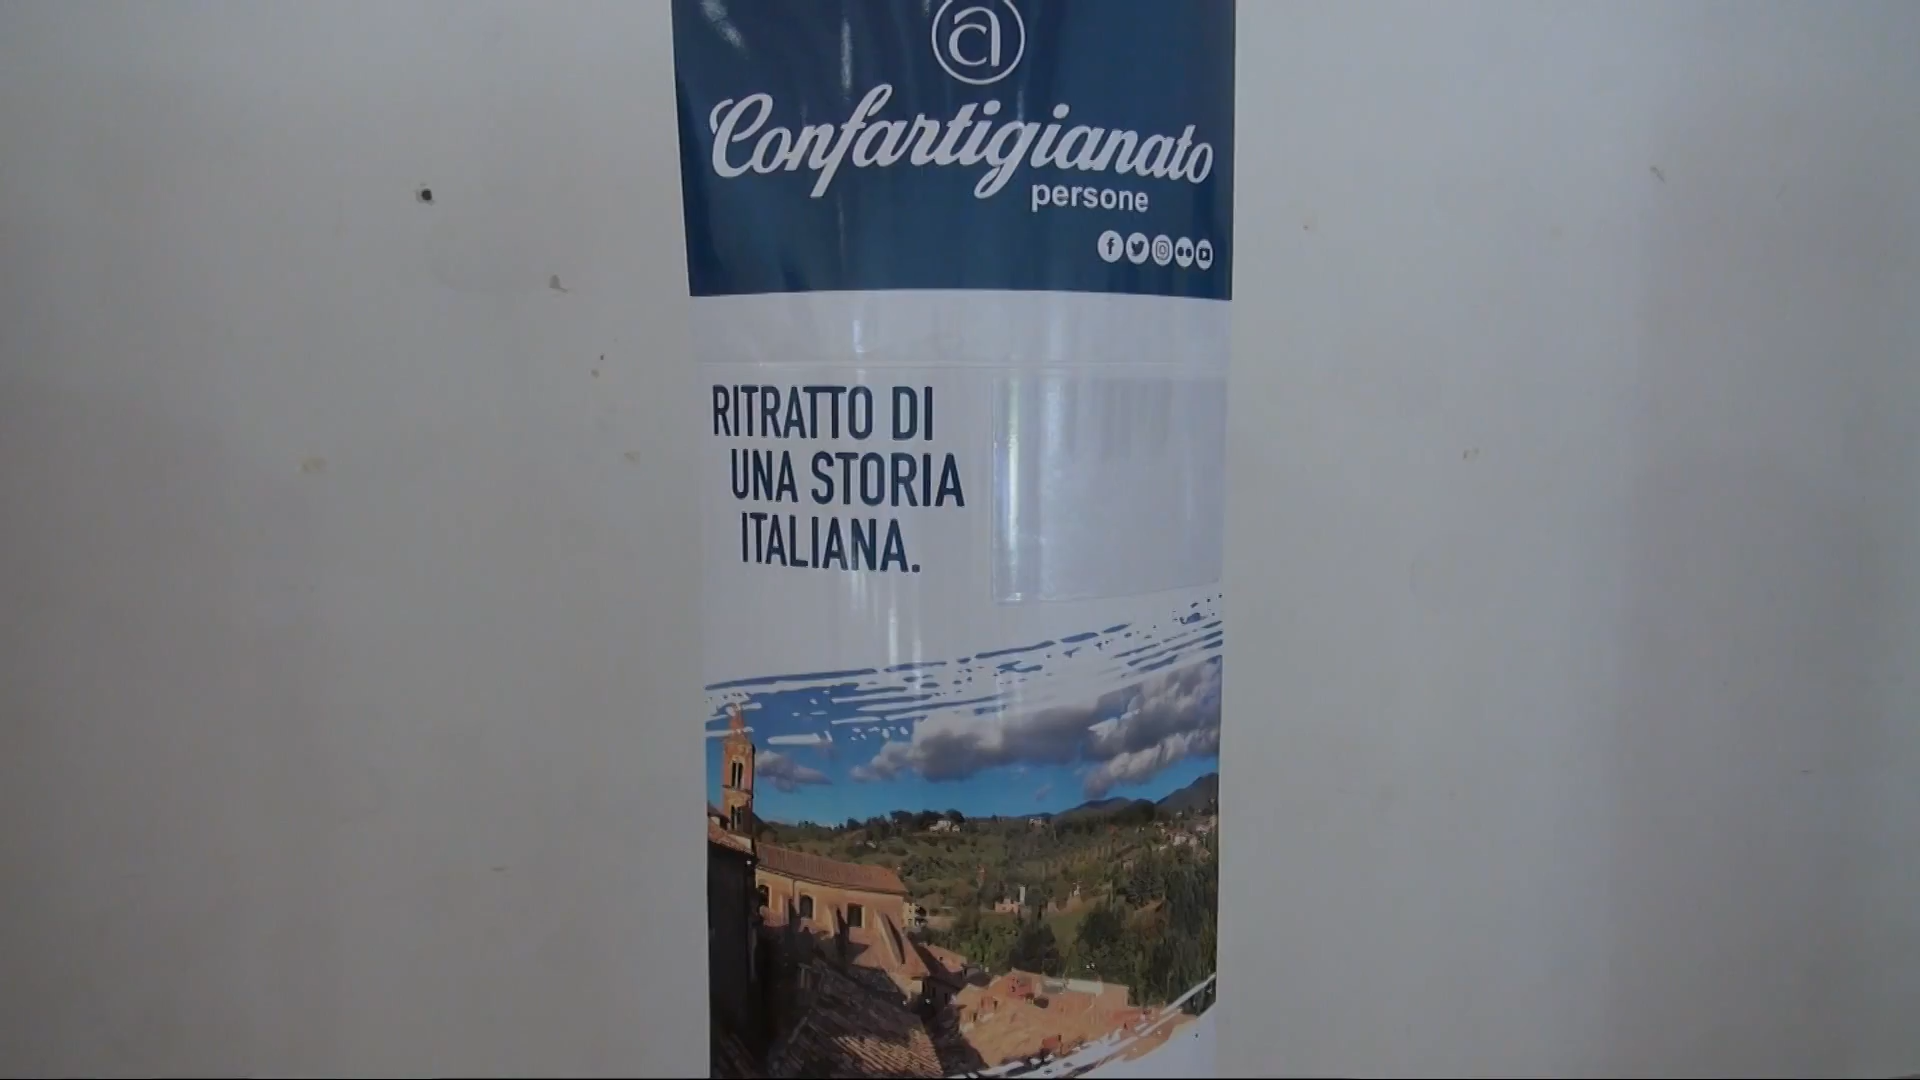 a
Confartigianato
persone
RITRATTO DI
UNA STORIA
ITALIANA.